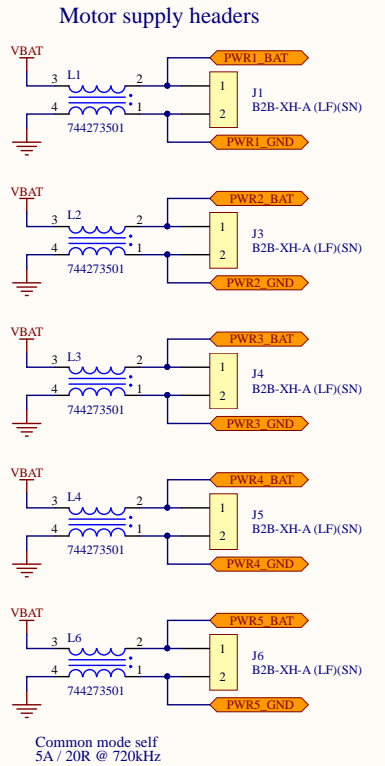 Motor supply headers
VBAT
PWR1_BAT
3 L1 2
1
J1
B2B-XH-A (LF)(SN)
4 1
2
744273501
PWR1_GND
VBAT
PWR2_BAT
3 L2 2
1
J3
B2B-XH-A (LF)(SN)
4 1
2
744273501
PWR2_GND
VBAT
PWR3_BAT
3 L3 2
1
J4
B2B-XH-A (LF)(SN)
4 1
2
744273501
PWR3_GND
VBAT
PWR4_BAT
3 L4 2
1
J5
B2B-XH-A (LF)(SN)
4 1
2
744273501
PWR4_GND
VBAT
PWR5_BAT
3 L6 2
1
J6
B2B-XH-A (LF)(SN)
4 1
2
744273501
PWR5_GND
Common mode self
5A / 20R @ 720kHz